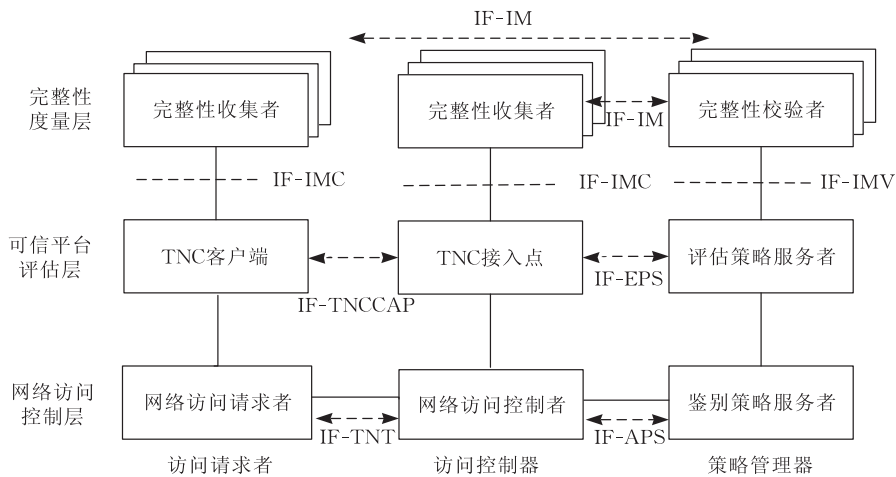 IF-IM
完整性
度量层
完整性收集者
完整性收集者
IF-IM
完整性校验者
IF-IMC
IF-IMC
IF-IMV
可信平台
评估层
TNC客户端
IF-TNCCAP
TNC接入点
IF-EPS
评估策略服务者
网络访问
控制层
网络访问请求者
IF-TNT
网络访问控制者
IF-APS
鉴别策略服务者
访问请求者
访问控制器
策略管理器